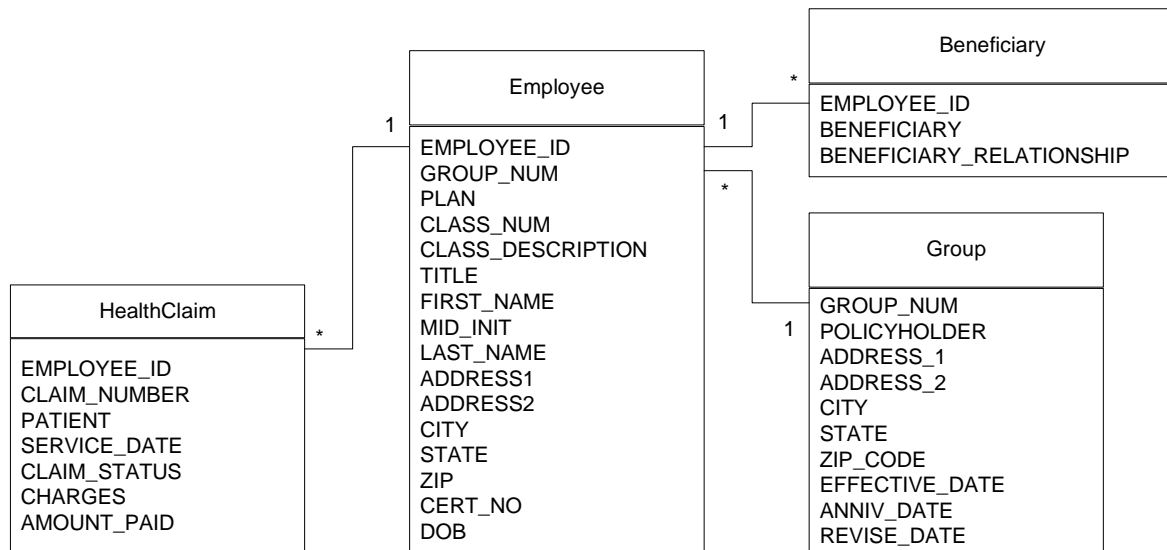 Beneficiary
*
EMPLOYEE_ID
BENEFICIARY
BENEFICIARY_RELATIONSHIP
Employee
1
1
EMPLOYEE_ID
GROUP_NUM
PLAN
CLASS_NUM
CLASS_DESCRIPTION
TITLE
FIRST_NAME
MID_INIT
LAST_NAME
ADDRESS1
ADDRESS2
CITY
STATE
ZIP
CERT_NO
DOB
*
Group
1
GROUP_NUM
POLICYHOLDER
ADDRESS_1
ADDRESS_2
CITY
STATE
ZIP_CODE
EFFECTIVE_DATE
ANNIV_DATE
REVISE_DATE
HealthClaim
*
EMPLOYEE_ID
CLAIM_NUMBER
PATIENT
SERVICE_DATE
CLAIM_STATUS
CHARGES
AMOUNT_PAID